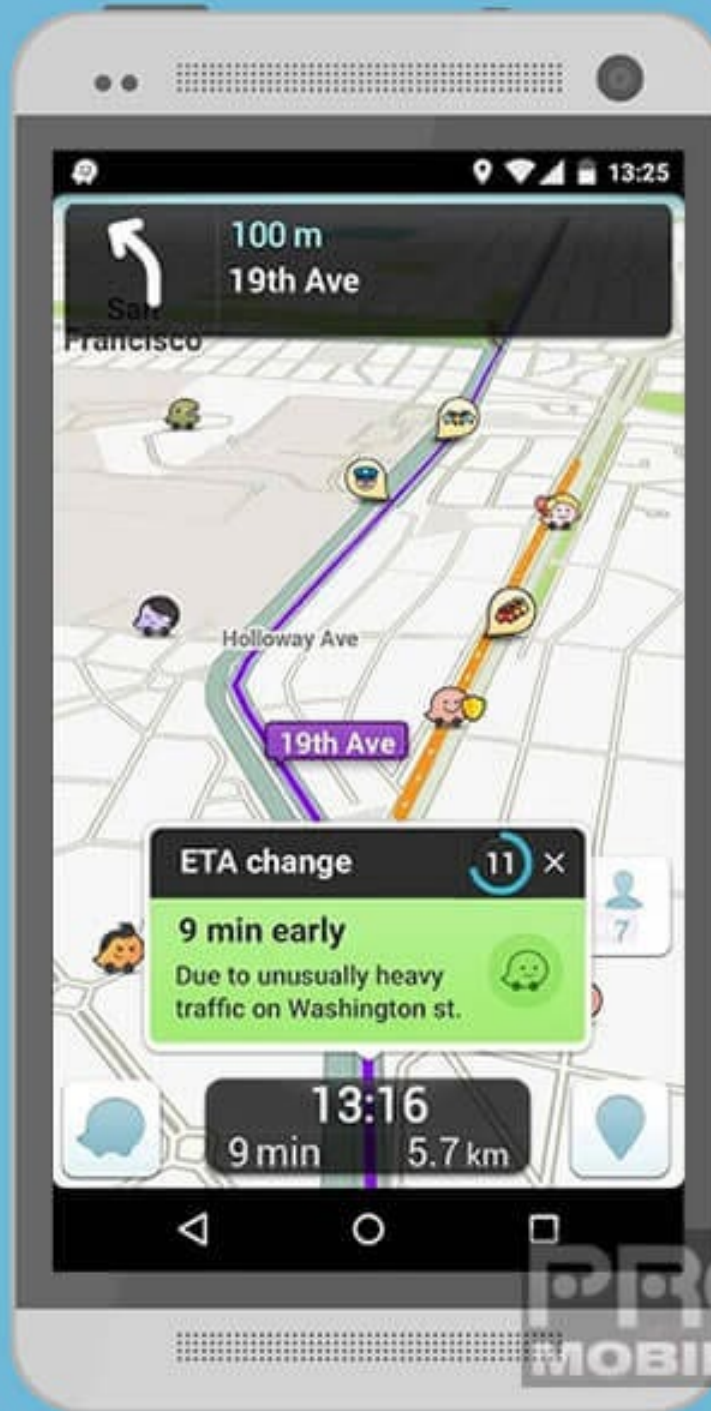 13:25
100 m
19th Ave
San
Francisco
Holloway Ave
19th Ave
ETA change 11 ×
9 min early
Due to unusually heavy
traffic on Washington st.
7
13:16
9 min 5.7 km
MOBI